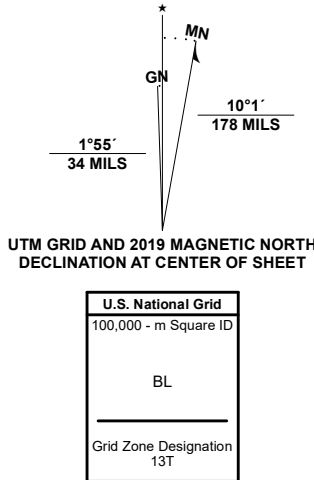 MN
GN
10°1´
178 MILS
1°55´
34 MILS
UTM GRID AND 2019 MAGNETIC NORTH
DECLINATION AT CENTER OF SHEET
U.S. National Grid
100,000 - m Square ID
BL
Grid Zone Designation
13T